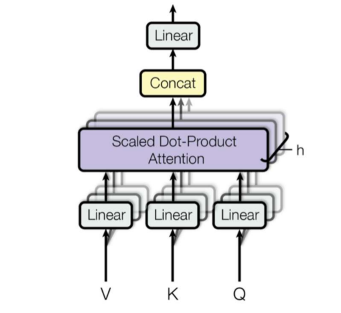 Linear
Concat
Scaled Dot-Product
Attention
h
Linear Linear Linear
V K Q